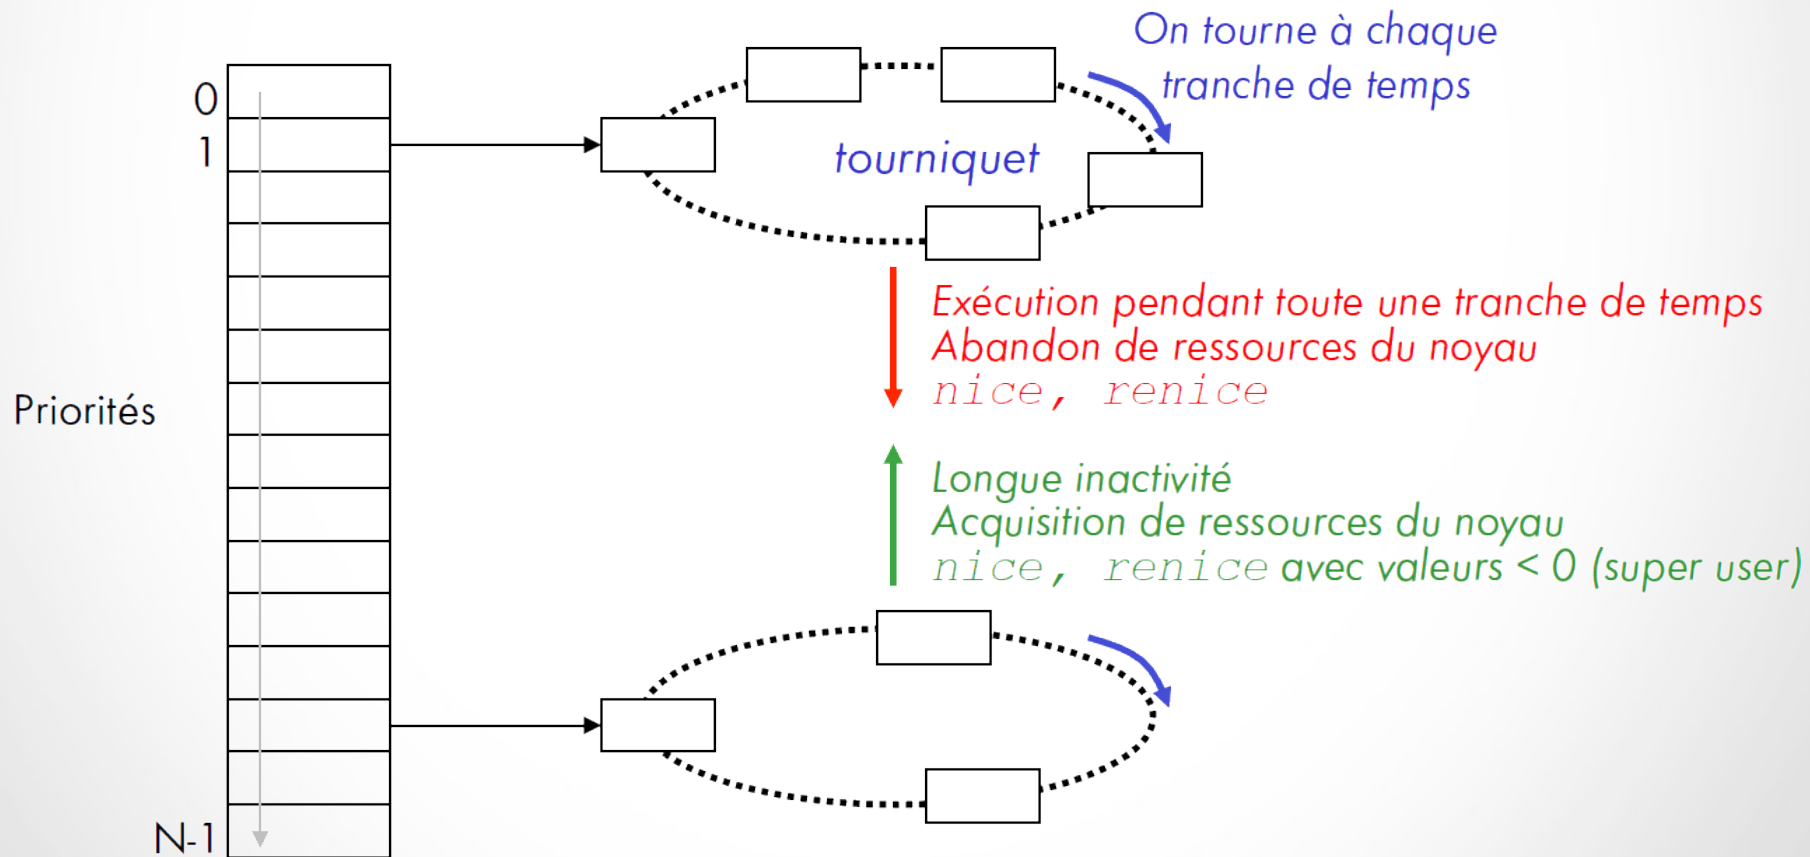 On tourne à chaque
tranche de temps
0
1
tourniquet
Exécution pendant toute une tranche de temps
Abandon de ressources du noyau
nice, renice
Priorités
Longue inactivité
Acquisition de ressources du noyau
nice, renice avec valeurs < 0 (super user)
N-1